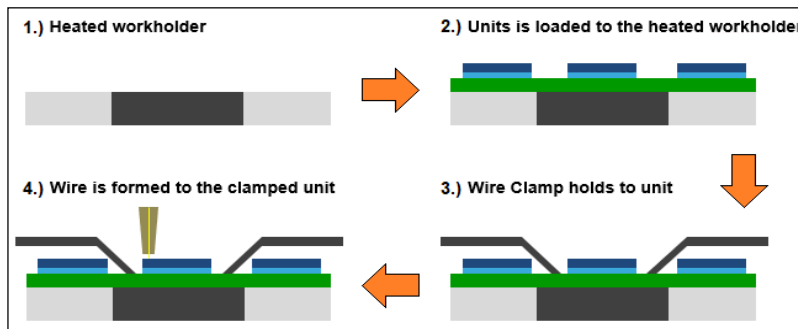 1.) Heated workholder
2.) Units is loaded to the heated workholder
4.) Wire is formed to the clamped unit
3.) Wire Clamp holds to unit